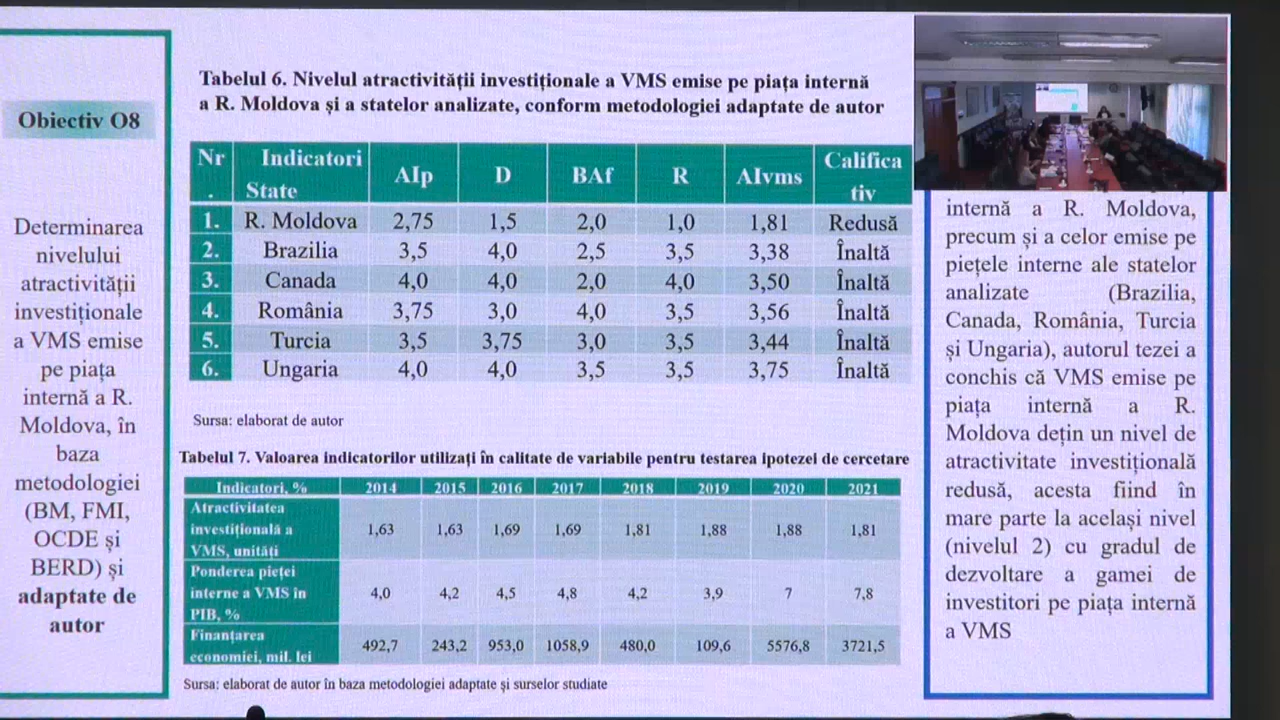 Obiectiv O8
Determinarea
nivelului
atractivității
investiționale
a VMS emise
pe piața
internă a R.
Moldova, în
baza
metodologiei
(BM, FMI,
OCDE și
BERD) și
adaptate de
autor
Tabelul 6. Nivelul atractivității investiționale a VMS emise pe piața internă
a R. Moldova și a statelor analizate, conform metodologiei adaptate de autor
Nr. Indicatori State AIp D BAf R AIvms Calificativ
1. R. Moldova 2,75 1,5 2,0 1,0 1,81 Redusă
2. Brazilia 3,5 4,0 2,5 3,5 3,38 Înaltă
3. Canada 4,0 4,0 2,0 4,0 3,50 Înaltă
4. România 3,75 3,0 4,0 3,5 3,56 Înaltă
5. Turcia 3,5 3,75 3,0 3,5 3,44 Înaltă
6. Ungaria 4,0 4,0 3,5 3,5 3,75 Înaltă
Sursa: elaborat de autor
Tabelul 7. Valoarea indicatorilor utilizați în calitate de variabile pentru testarea ipotezei de cercetare
Indicatori, % 2014 2015 2016 2017 2018 2019 2020 2021
Atractivitatea
investițională a
VMS, unități
1,63 1,63 1,69 1,69 1,81 1,88 1,88 1,81
Ponderea pieței
interne a VMS în
PIB, %
4,0 4,2 4,5 4,8 4,2 3,9 7 7,8
Finanțarea
economiei, mil. lei
492,7 243,2 953,0 1058,9 480,0 109,6 5576,8 3721,5
Sursa: elaborat de autor în baza metodologiei adaptate și surselor studiate
internă a R. Moldova,
precum și a celor emise pe
piețele interne ale statelor
analizate (Brazilia,
Canada, România, Turcia
și Ungaria), autorul tezei a
conchis că VMS emise pe
piața internă a R.
Moldova dețin un nivel de
atractivitate investițională
redusă, acesta fiind în
mare parte la același nivel
(nivelul 2) cu gradul de
dezvoltare a gamei de
investitori pe piața internă
a VMS